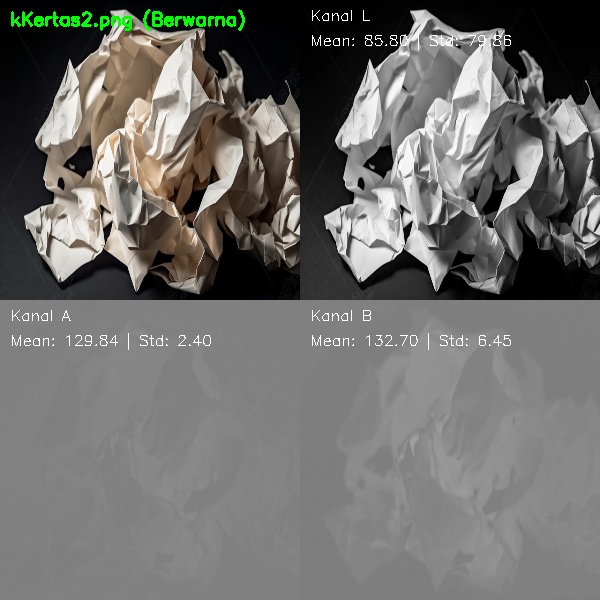 kKertas2.png (Berwarna)
Kanal L
Mean: 85.80 | Std: 79.86
Kanal A
Mean: 129.84 | Std: 2.40
Kanal B
Mean: 132.70 | Std: 6.45